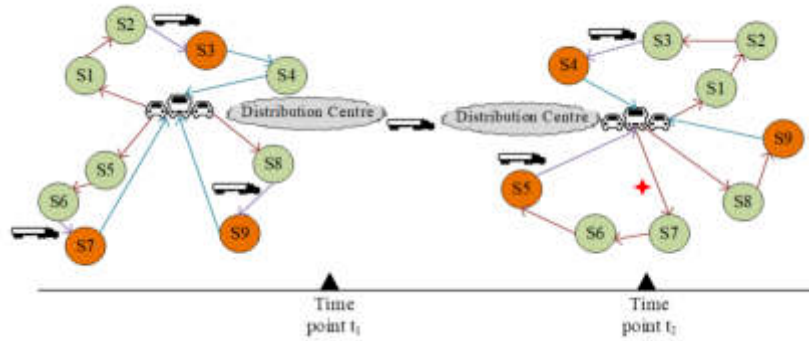 S2
S3
S1
S4
Distribution Centre
S5
S8
S6
S7
S9
S3
S2
S4
S1
Distribution Centre
S9
S5
S8
S6
S7
Time
point t₁
Time
point t₂